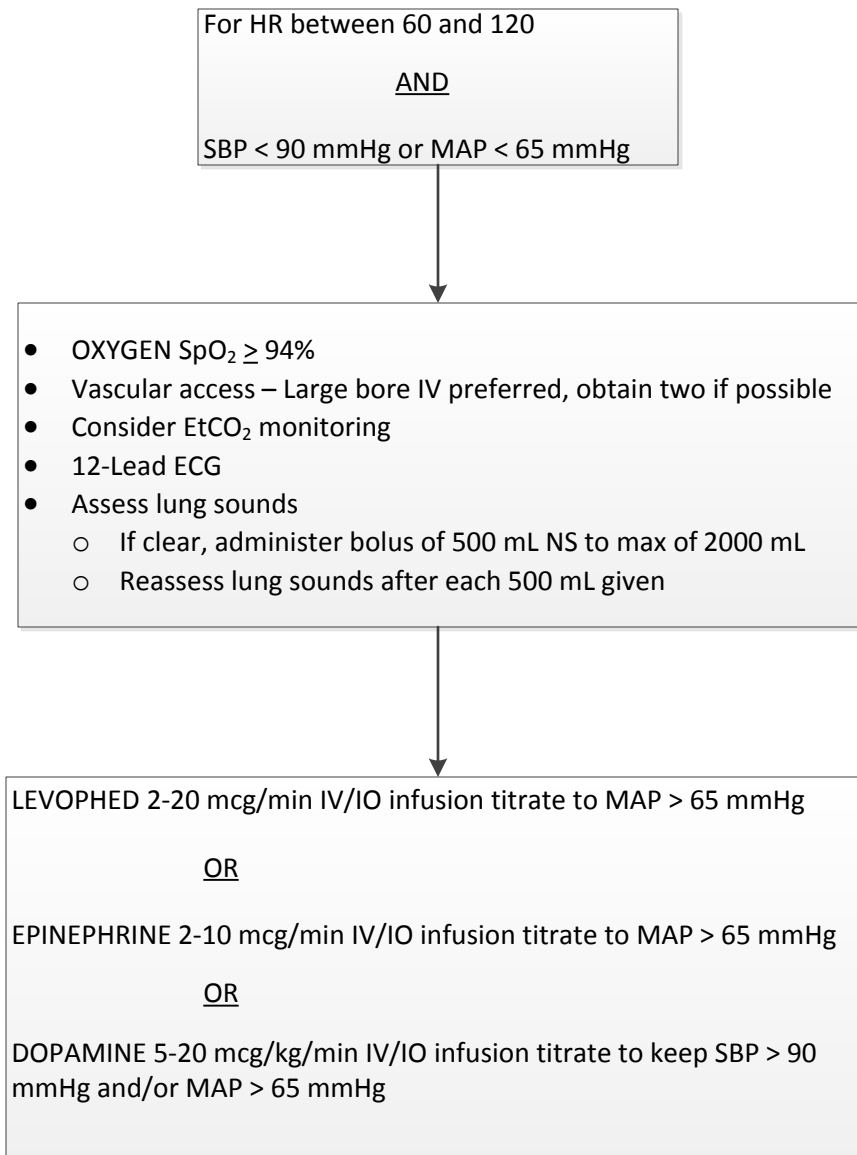 For HR between 60 and 120
AND
SBP < 90 mmHg or MAP < 65 mmHg
• OXYGEN SpO₂ ≥ 94%
• Vascular access – Large bore IV preferred, obtain two if possible
• Consider EtCO₂ monitoring
• 12-Lead ECG
• Assess lung sounds
o If clear, administer bolus of 500 mL NS to max of 2000 mL
o Reassess lung sounds after each 500 mL given
LEVOPHED 2-20 mcg/min IV/IO infusion titrate to MAP > 65 mmHg
OR
EPINEPHRINE 2-10 mcg/min IV/IO infusion titrate to MAP > 65 mmHg
OR
DOPAMINE 5-20 mcg/kg/min IV/IO infusion titrate to keep SBP > 90
mmHg and/or MAP > 65 mmHg